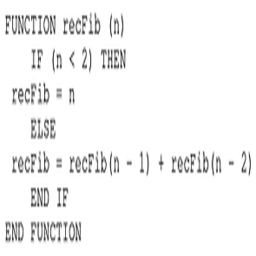 FUNCTION recFib (n)
IF (n < 2) THEN
recFib = n
ELSE
recFib = recFib(n - 1) + recFib(n - 2)
END IF
END FUNCTION